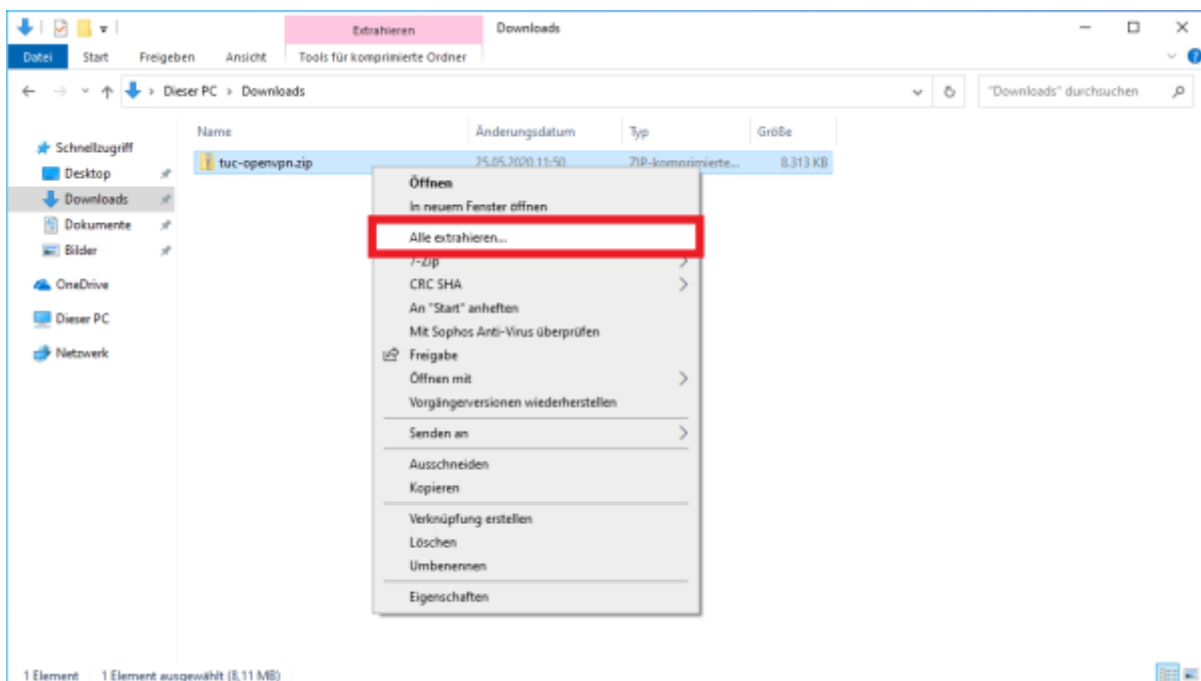 Extrahieren Downloads
Datei Start Freigeben Ansicht Tools für komprimierte Ordner
Dieser PC Downloads "Downloads" durchsuchen
Name Änderungsdatum Typ Größe
Schnellzugriff
Desktop
Downloads
Dokumente
Bilder
OneDrive
Dieser PC
Netzwerk
tuc-openvpn.zip 25.05.2020 11:50 ZIP-komprimierte... 8.313 KB
Öffnen
In neuem Fenster öffnen
Alle extrahieren...
7-Zip
CRC SHA
An "Start" anheften
Mit Sophos Anti-Virus überprüfen
Freigabe
Öffnen mit
Vorgängerversionen wiederherstellen
Senden an
Ausschneiden
Kopieren
Verknüpfung erstellen
Löschen
Umbenennen
Eigenschaften
1 Element 1 Element ausgewählt (8,11 MB)